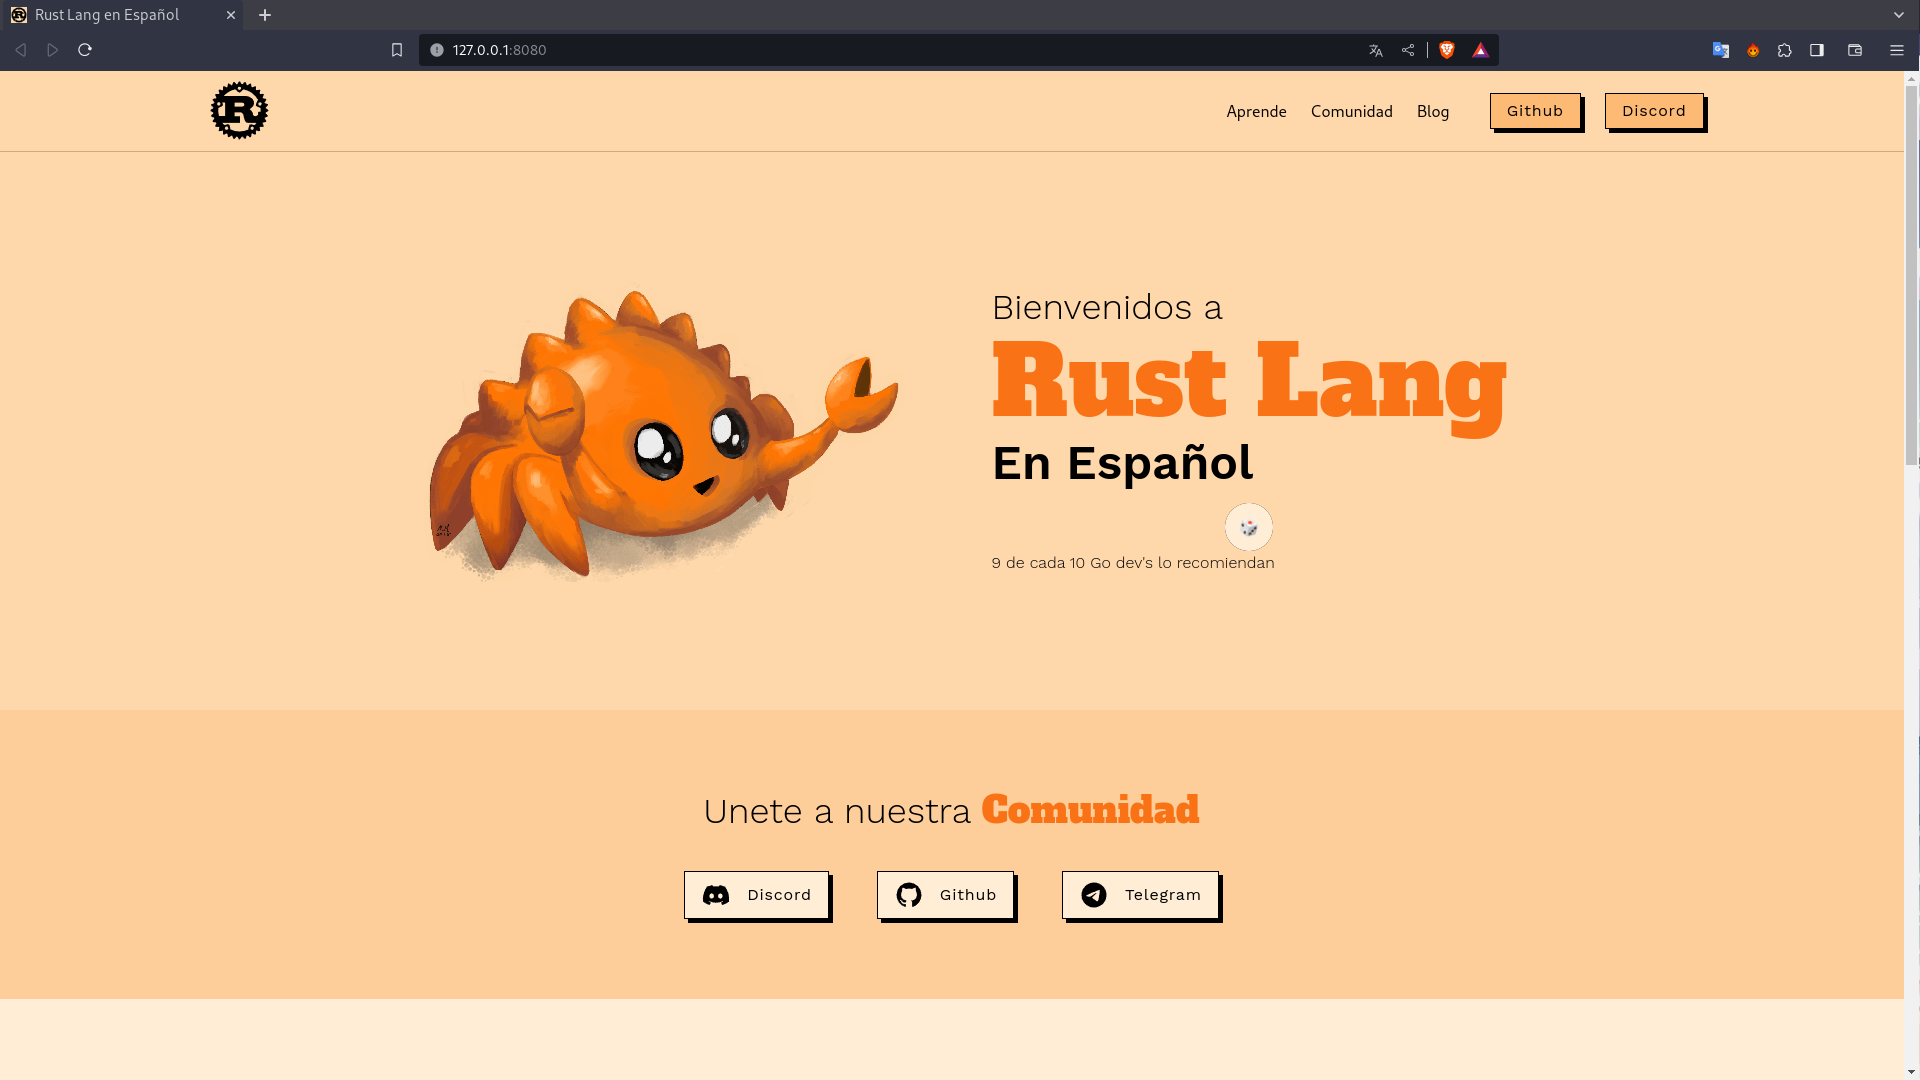 Rust Lang en Español
127.0.0.1:8080
R
Aprende Comunidad Blog Github Discord
Bienvenidos a
Rust Lang
En Español
9 de cada 10 Go dev's lo recomiendan
Unete a nuestra Comunidad
Discord Github Telegram